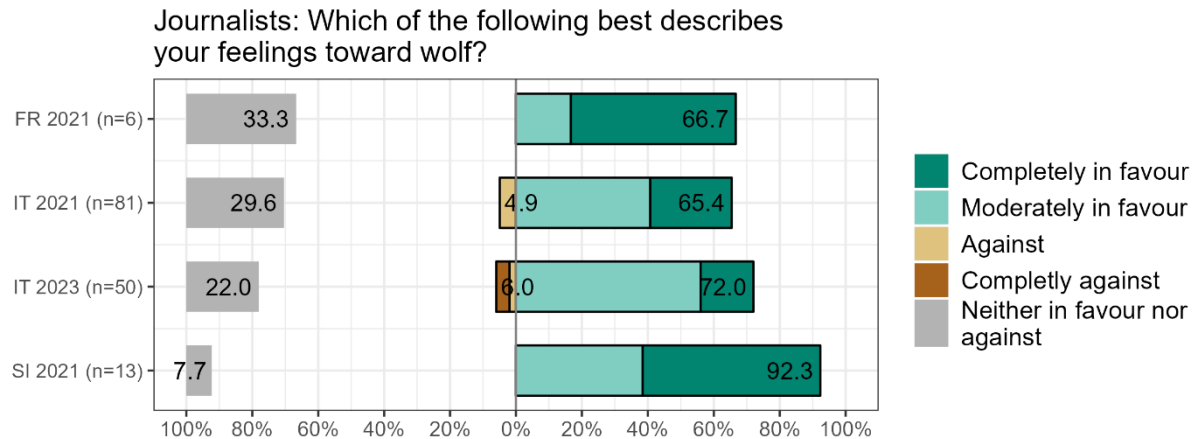 Journalists: Which of the following best describes
your feelings toward wolf?
FR 2021 (n=6)
33.3
66.7
IT 2021 (n=81)
29.6
4.9
65.4
IT 2023 (n=50)
22.0
6.0
72.0
SI 2021 (n=13)
7.7
92.3
100% 80% 60% 40% 20% 0% 20% 40% 60% 80% 100%
Completely in favour
Moderately in favour
Against
Completly against
Neither in favour nor
against